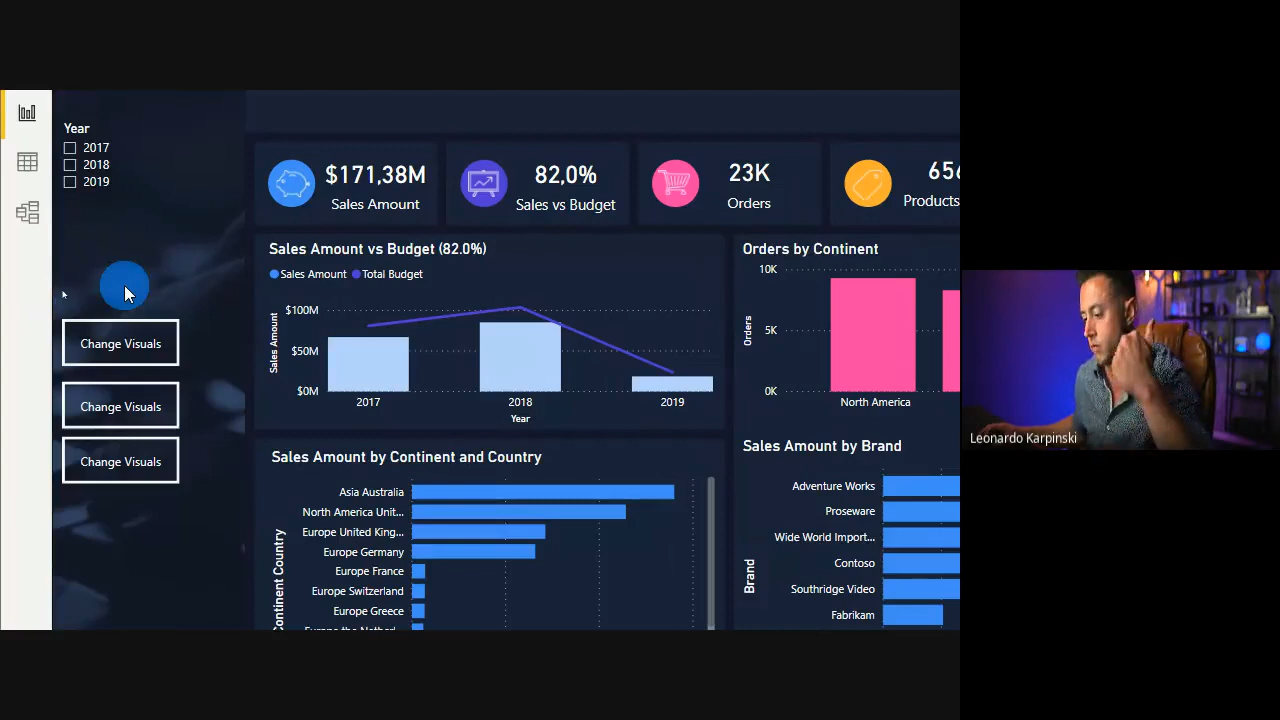 Year
2017
2018
2019
Change Visuals
Change Visuals
Change Visuals
$171,38M
Sales Amount
82,0%
Sales vs Budget
23K
Orders
Products
Sales Amount vs Budget (82.0%)
Sales Amount Total Budget
Sales Amount
$100M
$50M
$0M
2017 2018 2019
Year
Orders by Continent
Orders
10K
5K
0K
North America
Sales Amount by Continent and Country
Continent Country
Asia Australia
North America Unit...
Europe United King...
Europe Germany
Europe France
Europe Switzerland
Europe Greece
Sales Amount by Brand
Brand
Adventure Works
Proseware
Wide World Import...
Contoso
Southridge Video
Fabrikam
Leonardo Karpinski